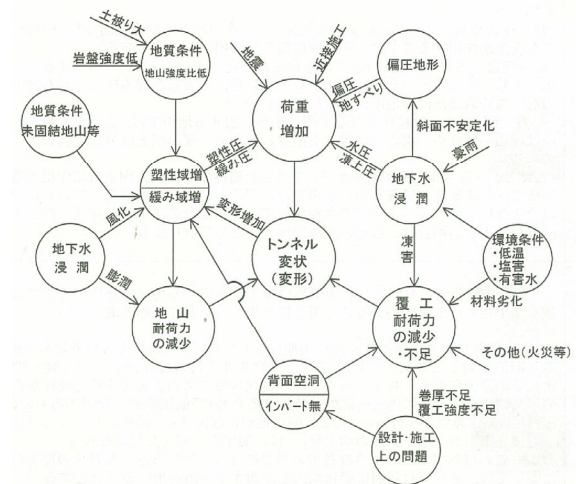 土被り大
岩盤強度低
地質条件
地山強度比低
地震
近接施工
偏圧地形
地質条件
未固結地山等
荷重
増加
偏圧
地すべり
斜面不安定化
豪雨
塑性域増
緩み域増
塑性圧
緩み圧
水圧
凍上圧
地下水
浸潤
風化
変形増加
地下水
浸潤
膨潤
トンネル
変状
(変形)
凍害
環境条件
・低温
・塩害
・有害水
地山
耐荷力
の減少
覆工
耐荷力
の減少
・不足
材料劣化
その他(火災等)
背面空洞
インバート無
巻厚不足
覆工強度不足
設計・施工
上の問題